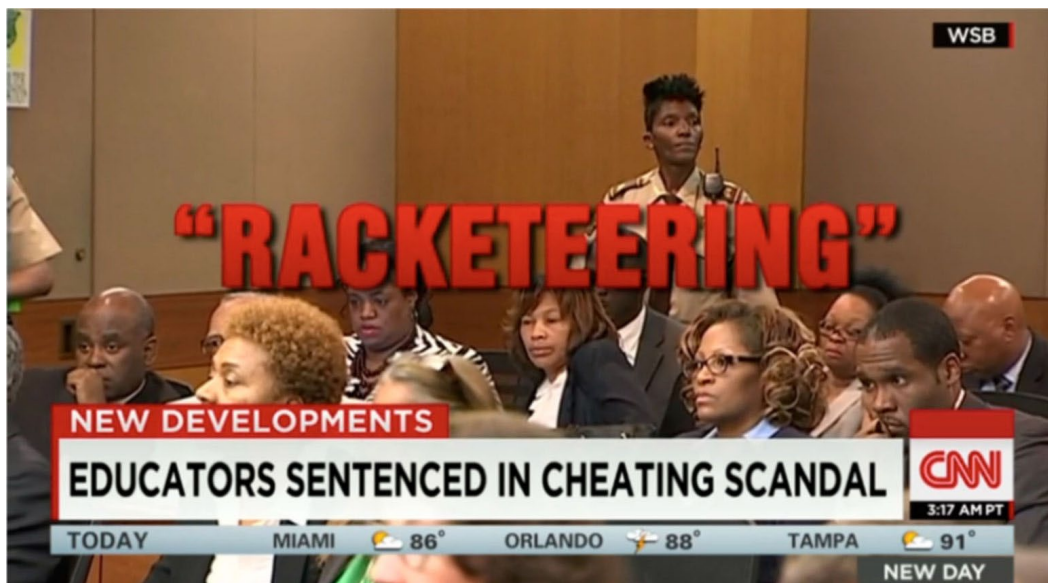 WSB
“RACKETEERING”
NEW DEVELOPMENTS
EDUCATORS SENTENCED IN CHEATING SCANDAL
CNN
3:17 AM PT
TODAY MIAMI 86° ORLANDO 88° TAMPA 91°
NEW DAY